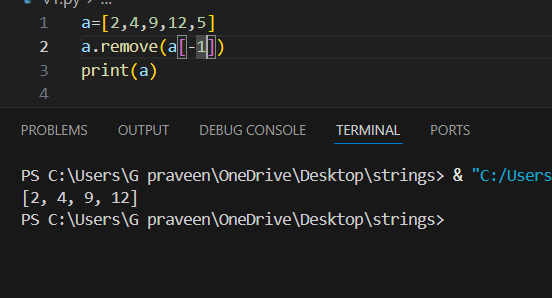 v1.py > ...
1 a=[2,4,9,12,5]
2 a.remove(a[-1])
3 print(a)
4
PROBLEMS OUTPUT DEBUG CONSOLE TERMINAL PORTS
PS C:\Users\G praveen\OneDrive\Desktop\strings> & "C:/Users
[2, 4, 9, 12]
PS C:\Users\G praveen\OneDrive\Desktop\strings>